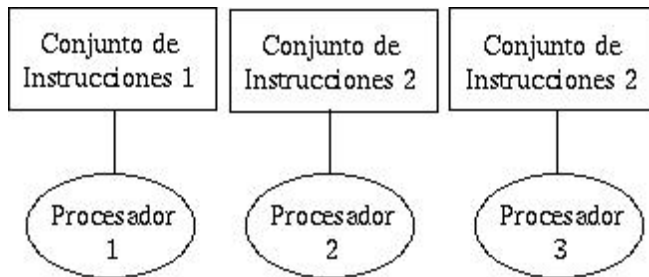 Conjunto de
Instrucciones 1
Conjunto de
Instrucciones 2
Conjunto de
Instrucciones 2
Procesador
1
Procesador
2
Procesador
3